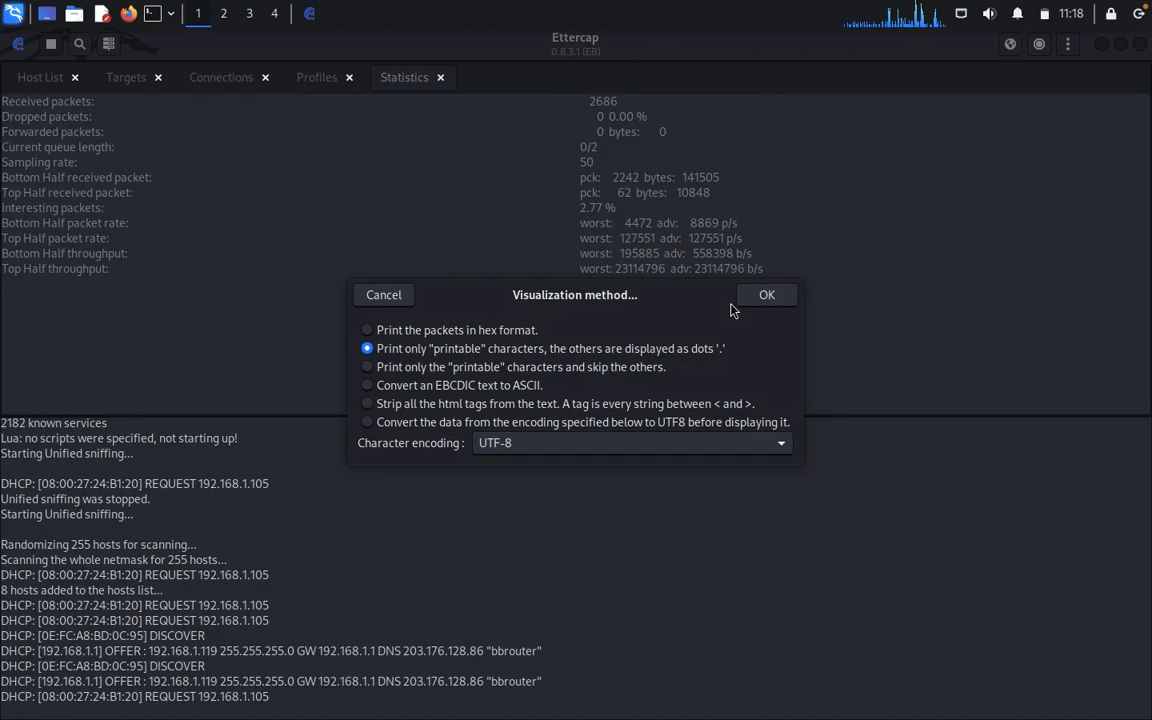 1 2 3 4 11:18
Ettercap
0.8.3.1 (EB)
Host List × Targets × Connections × Profiles × Statistics ×
Received packets: 2686
Dropped packets: 0 0.00 %
Forwarded packets: 0 bytes: 0
Current queue length: 0/2
Sampling rate: 50
Bottom Half received packet: pck: 2242 bytes: 141505
Top Half received packet: pck: 62 bytes: 10848
Interesting packets: 2.77 %
Bottom Half packet rate: worst: 4472 adv: 8869 p/s
Top Half packet rate: worst: 127551 adv: 127551 p/s
Bottom Half throughput: worst: 195885 adv: 558398 b/s
Top Half throughput: worst: 23114796 adv: 23114796 b/s
Cancel Visualization method... OK
Print the packets in hex format.
Print only "printable" characters, the others are displayed as dots '.'
Print only the "printable" characters and skip the others.
Convert an EBCDIC text to ASCII.
Strip all the html tags from the text. A tag is every string between < and >.
Convert the data from the encoding specified below to UTF8 before displaying it.
Character encoding : UTF-8
2182 known services
Lua: no scripts were specified, not starting up!
Starting Unified sniffing...
DHCP: [08:00:27:24:B1:20] REQUEST 192.168.1.105
Unified sniffing was stopped.
Starting Unified sniffing...
Randomizing 255 hosts for scanning...
Scanning the whole netmask for 255 hosts...
DHCP: [08:00:27:24:B1:20] REQUEST 192.168.1.105
8 hosts added to the hosts list...
DHCP: [08:00:27:24:B1:20] REQUEST 192.168.1.105
DHCP: [08:00:27:24:B1:20] REQUEST 192.168.1.105
DHCP: [0E:FC:A8:BD:0C:95] DISCOVER
DHCP: [192.168.1.1] OFFER : 192.168.1.119 255.255.255.0 GW 192.168.1.1 DNS 203.176.128.86 "bbrouter"
DHCP: [0E:FC:A8:BD:0C:95] DISCOVER
DHCP: [192.168.1.1] OFFER : 192.168.1.119 255.255.255.0 GW 192.168.1.1 DNS 203.176.128.86 "bbrouter"
DHCP: [08:00:27:24:B1:20] REQUEST 192.168.1.105